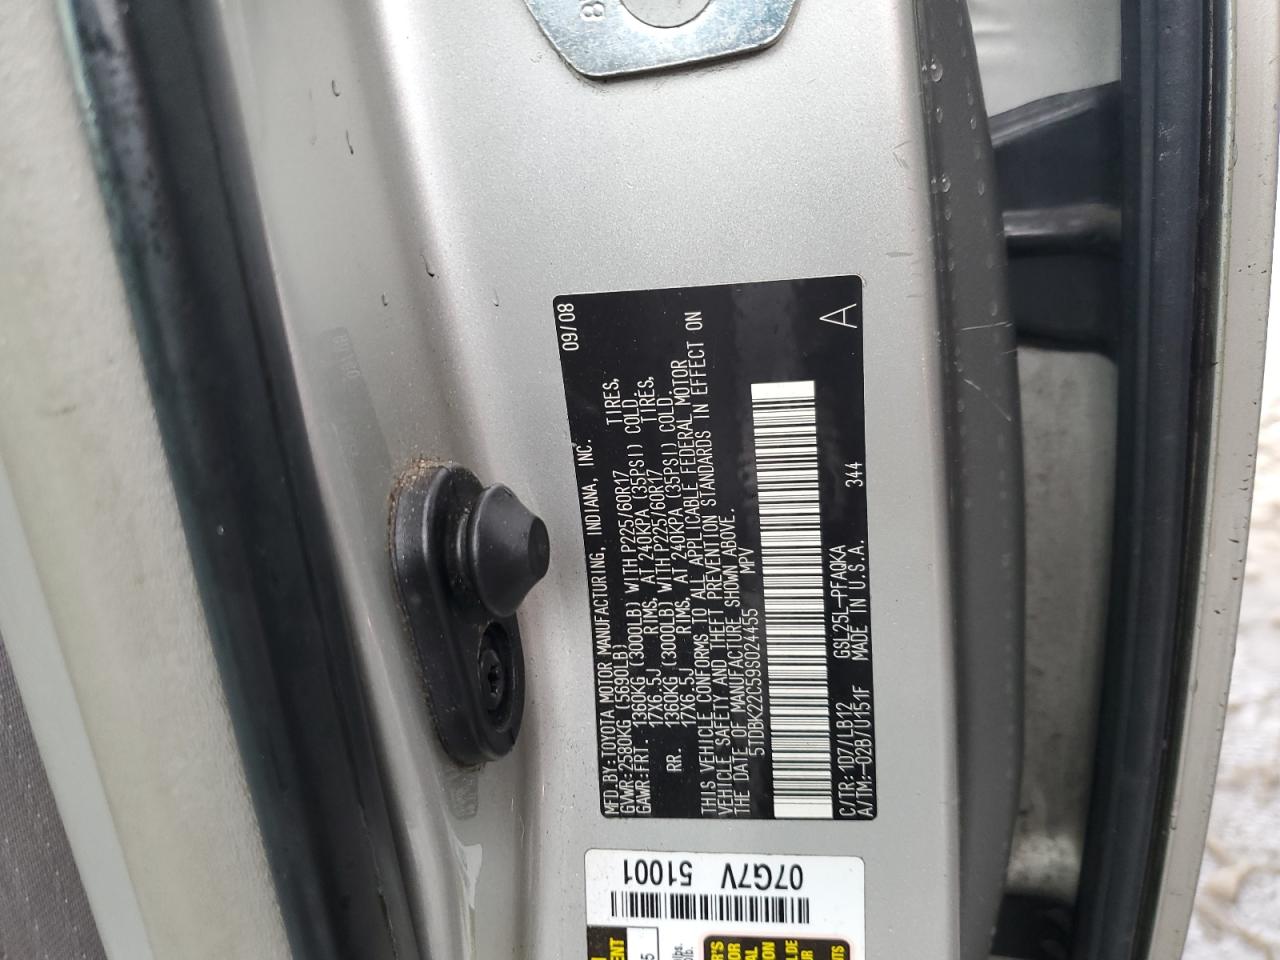 MFD.BY:TOYOTA MOTOR MANUFACTURING, INDIANA, INC. 09/08
GVWR:2580KG (5690LB)
GAWR:FRT. 1360KG (3000LB) WITH P225/60R17 TIRES,
17X6.5J RIMS, AT 240KPA (35PSI) COLD.
RR. 1360KG (3000LB) WITH P225/60R17 TIRES,
17X6.5J RIMS, AT 240KPA (35PSI) COLD.
THIS VEHICLE CONFORMS TO ALL APPLICABLE FEDERAL MOTOR
VEHICLE SAFETY AND THEFT PREVENTION STANDARDS IN EFFECT ON
THE DATE OF MANUFACTURE SHOWN ABOVE.
5TDBK22C59S024455 MPV
C/TR:1D7/LB12 GSL25L-PFAQKA 344 A
A/TM:-02B/U151F MADE IN U.S.A.
07G7V 51001